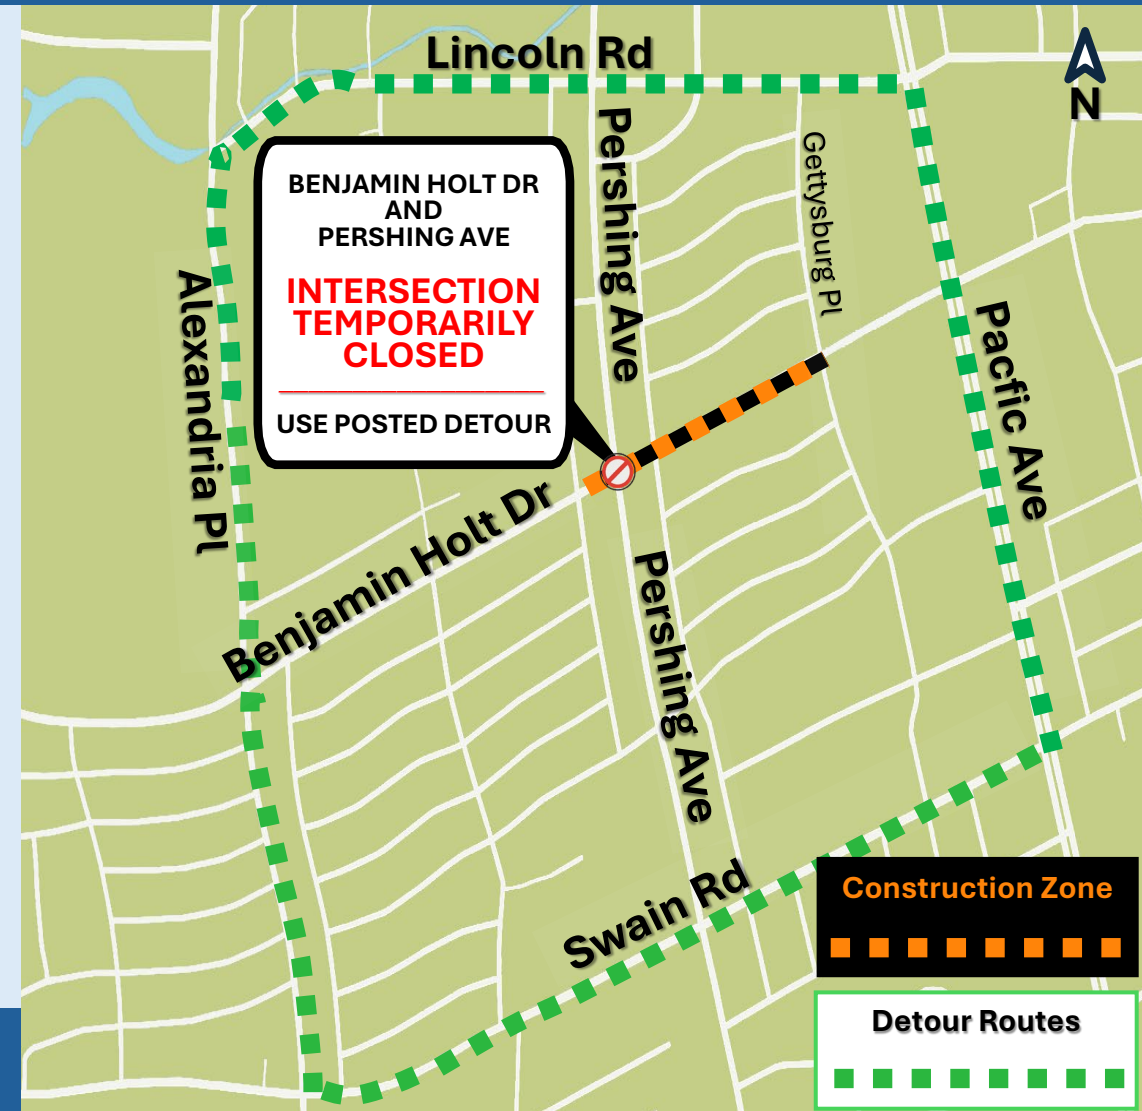 Lincoln Rd
N
Pershing Ave
Gettysburg Pl
BENJAMIN HOLT DR
AND
PERSHING AVE
INTERSECTION
TEMPORARILY
CLOSED
USE POSTED DETOUR
Alexandria Pl
Pacfic Ave
Benjamin Holt Dr
Pershing Ave
Swain Rd
Construction Zone
Detour Routes